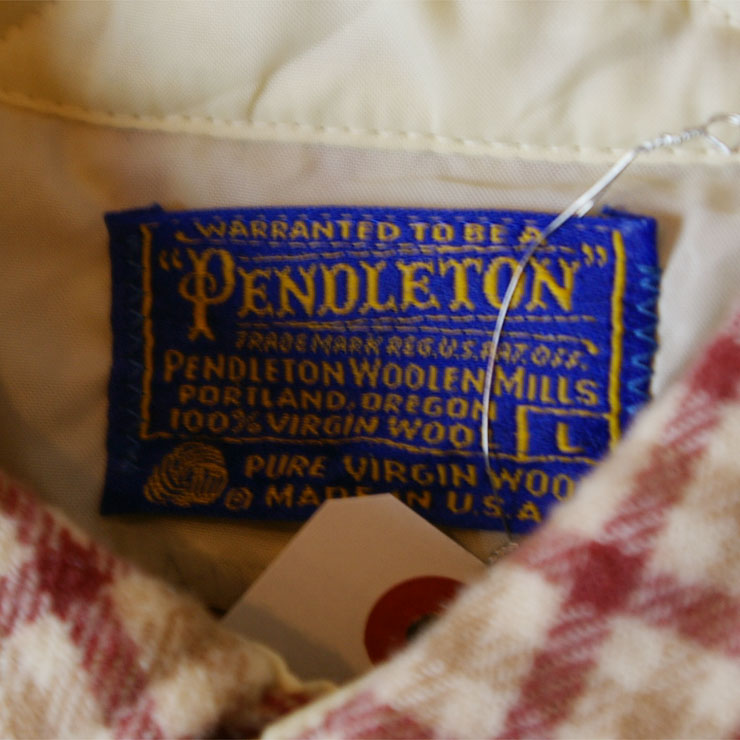 WARRANTED TO BE A
"PENDLETON"
TRADE MARK REG. U.S. PAT. OFF.
PENDLETON WOOLEN MILLS
PORTLAND, OREGON
100% VIRGIN WOOL L
PURE VIRGIN WOOL
MADE IN U.S.A